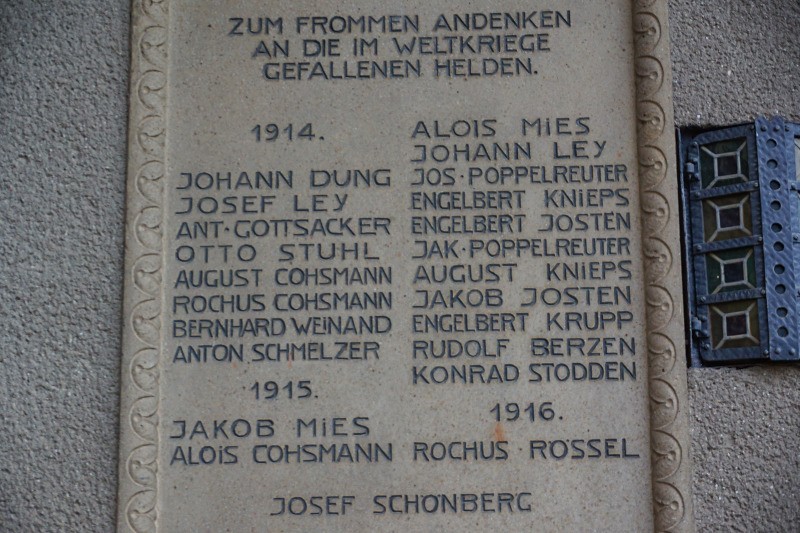 ZUM FROMMEN ANDENKEN
AN DIE IM WELTKRIEGE
GEFALLENEN HELDEN.
1914.
JOHANN DUNG
JOSEF LEY
ANT·GOTTSACKER
OTTO STUHL
AUGUST COHSMANN
ROCHUS COHSMANN
BERNHARD WEINAND
ANTON SCHMELZER
1915.
JAKOB MIES
ALOIS COHSMANN
ALOIS MIES
JOHANN LEY
JOS·POPPELREUTER
ENGELBERT KNIEPS
ENGELBERT JOSTEN
JAK·POPPELREUTER
AUGUST KNIEPS
JAKOB JOSTEN
ENGELBERT KRUPP
RUDOLF BERZEN
KONRAD STODDEN
1916.
ROCHUS RÖSSEL
JOSEF SCHÖNBERG